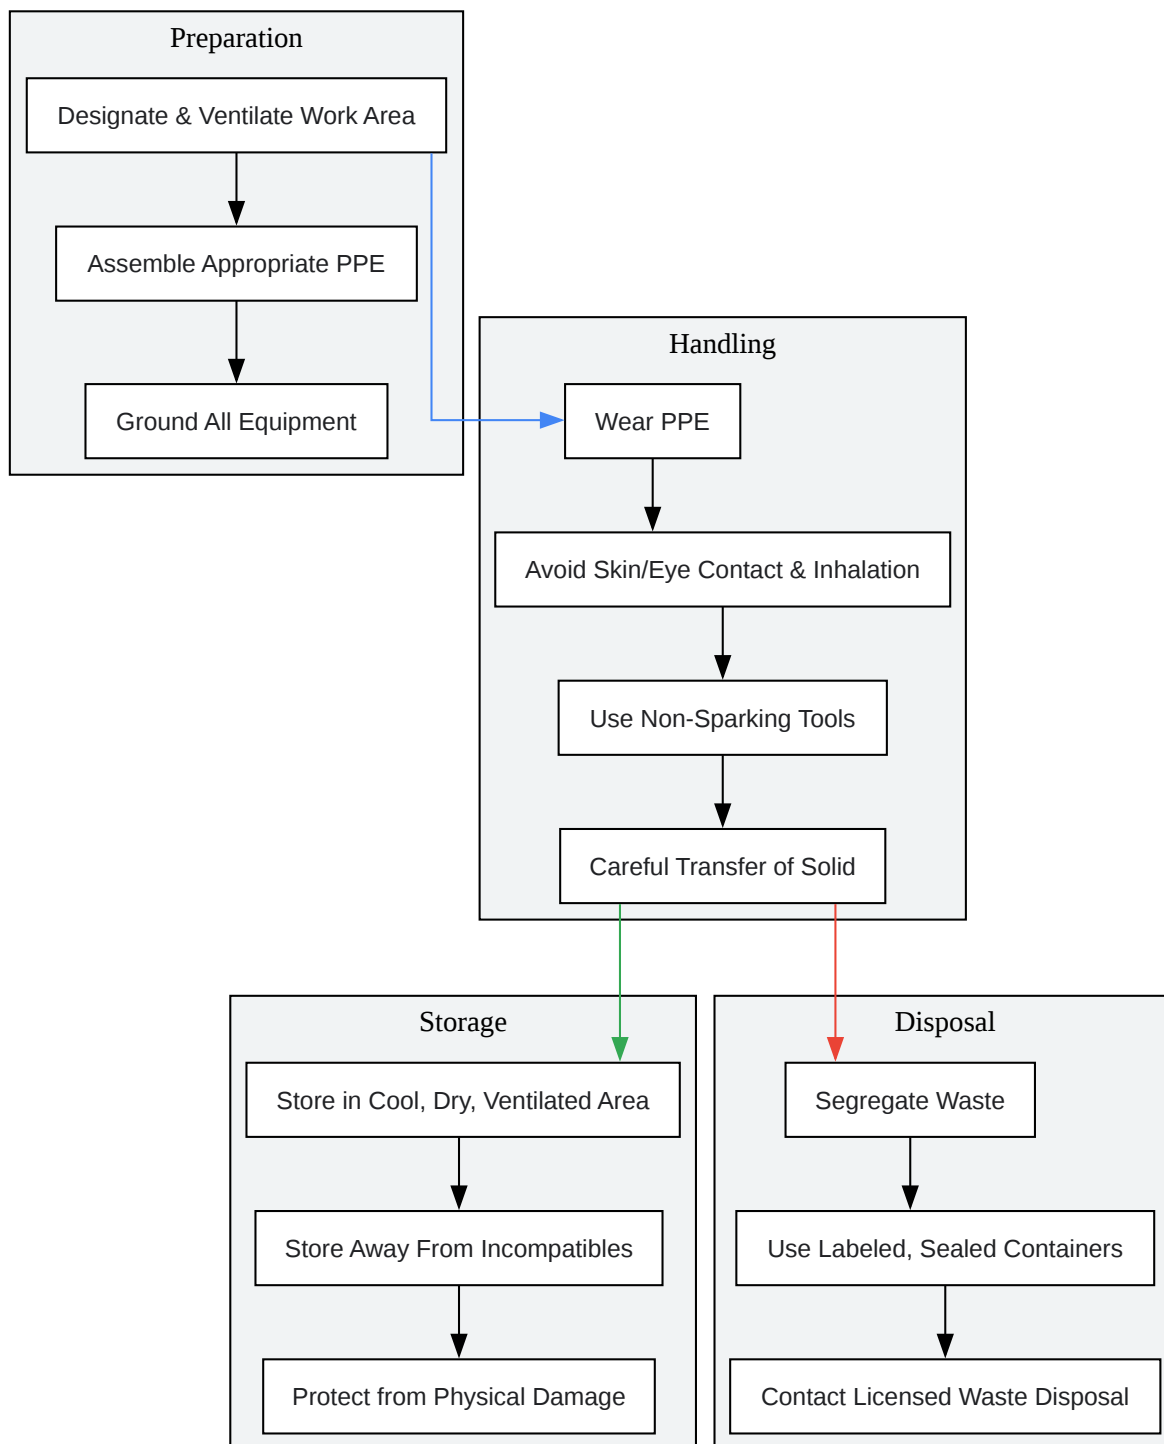 Preparation
Designate & Ventilate Work Area
Assemble Appropriate PPE
Ground All Equipment
Handling
Wear PPE
Avoid Skin/Eye Contact & Inhalation
Use Non-Sparking Tools
Careful Transfer of Solid
Storage
Store in Cool, Dry, Ventilated Area
Store Away From Incompatibles
Protect from Physical Damage
Disposal
Segregate Waste
Use Labeled, Sealed Containers
Contact Licensed Waste Disposal